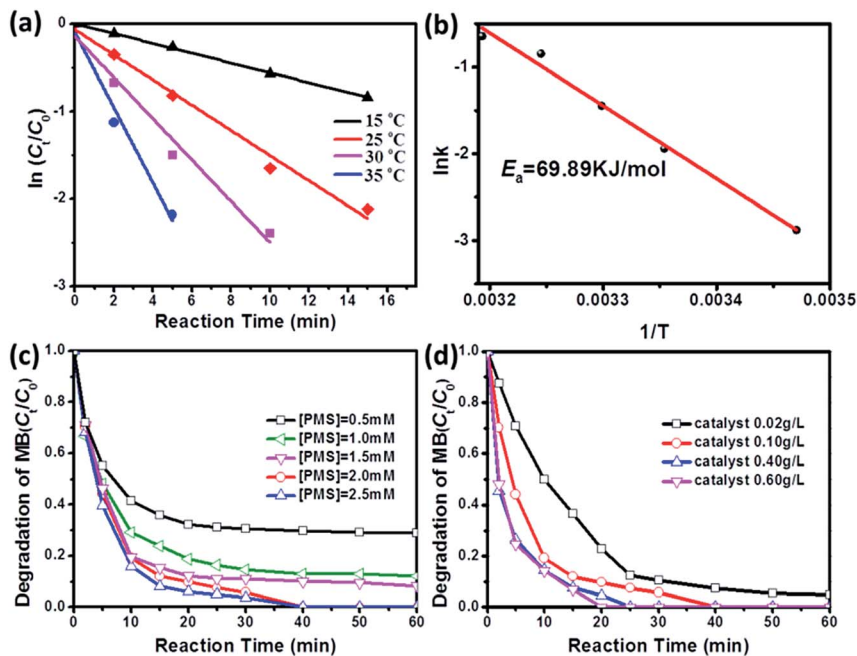 (a)
ln (Ct/C0)
0
-1
-2
-3
15 °C
25 °C
30 °C
35 °C
0 2 4 6 8 10 12 14 16
Reaction Time (min)
(b)
lnk
-1
-2
-3
Ea=69.89KJ/mol
0.0032 0.0033 0.0034 0.0035
1/T
(c)
Degradation of MB(Ct/C0)
1.0
0.8
0.6
0.4
0.2
0.0
[PMS]=0.5mM
[PMS]=1.0mM
[PMS]=1.5mM
[PMS]=2.0mM
[PMS]=2.5mM
0 10 20 30 40 50 60
Reaction Time (min)
(d)
Degradation of MB(Ct/C0)
1.0
0.8
0.6
0.4
0.2
0.0
catalyst 0.02g/L
catalyst 0.10g/L
catalyst 0.40g/L
catalyst 0.60g/L
0 10 20 30 40 50 60
Reaction Time (min)